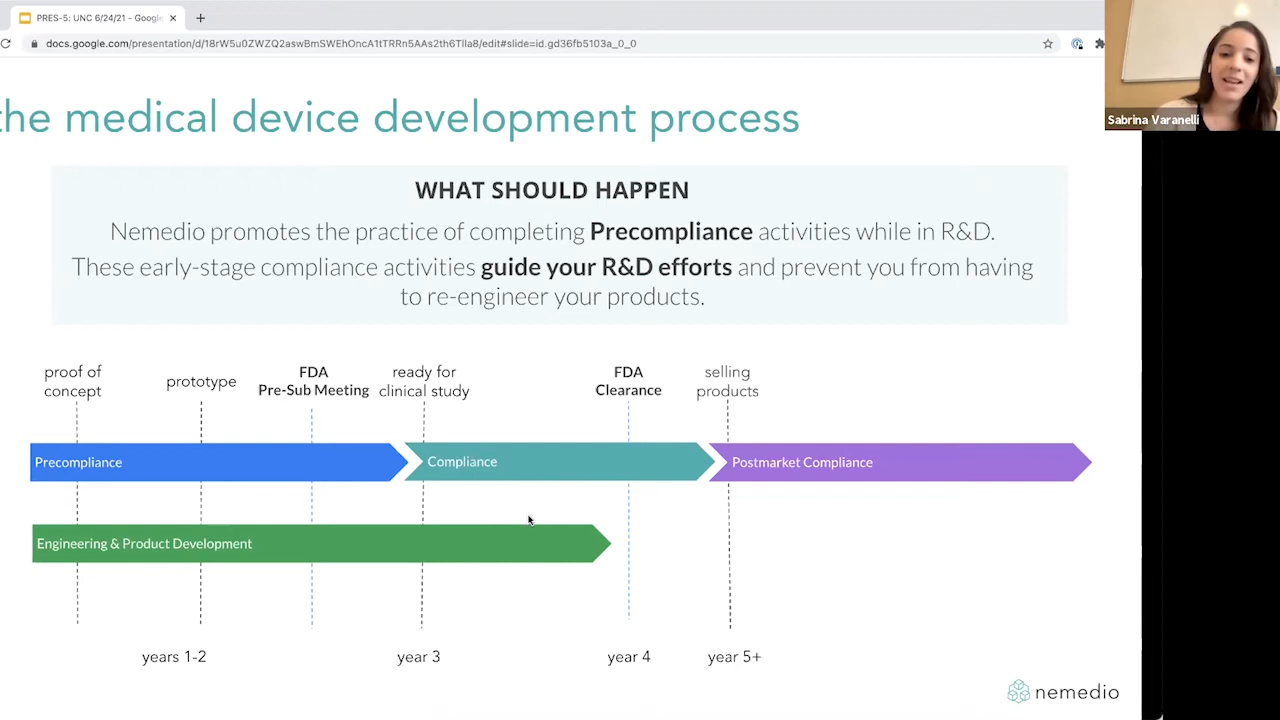 PRES-5: UNC 6/24/21 - Google
docs.google.com/presentation/d/18rW5u0ZWZQ2aswBmSWEhOncA1tTRRn5AAs2th6TlIa8/edit#slide=id.gd36fb5103a_0_0
Sabrina Varanelli
the medical device development process
WHAT SHOULD HAPPEN
Nemedio promotes the practice of completing Precompliance activities while in R&D.
These early-stage compliance activities guide your R&D efforts and prevent you from having
to re-engineer your products.
proof of
concept
prototype
FDA
Pre-Sub Meeting
ready for
clinical study
FDA
Clearance
selling
products
Precompliance
Compliance
Postmarket Compliance
Engineering & Product Development
years 1-2
year 3
year 4
year 5+
nemedio